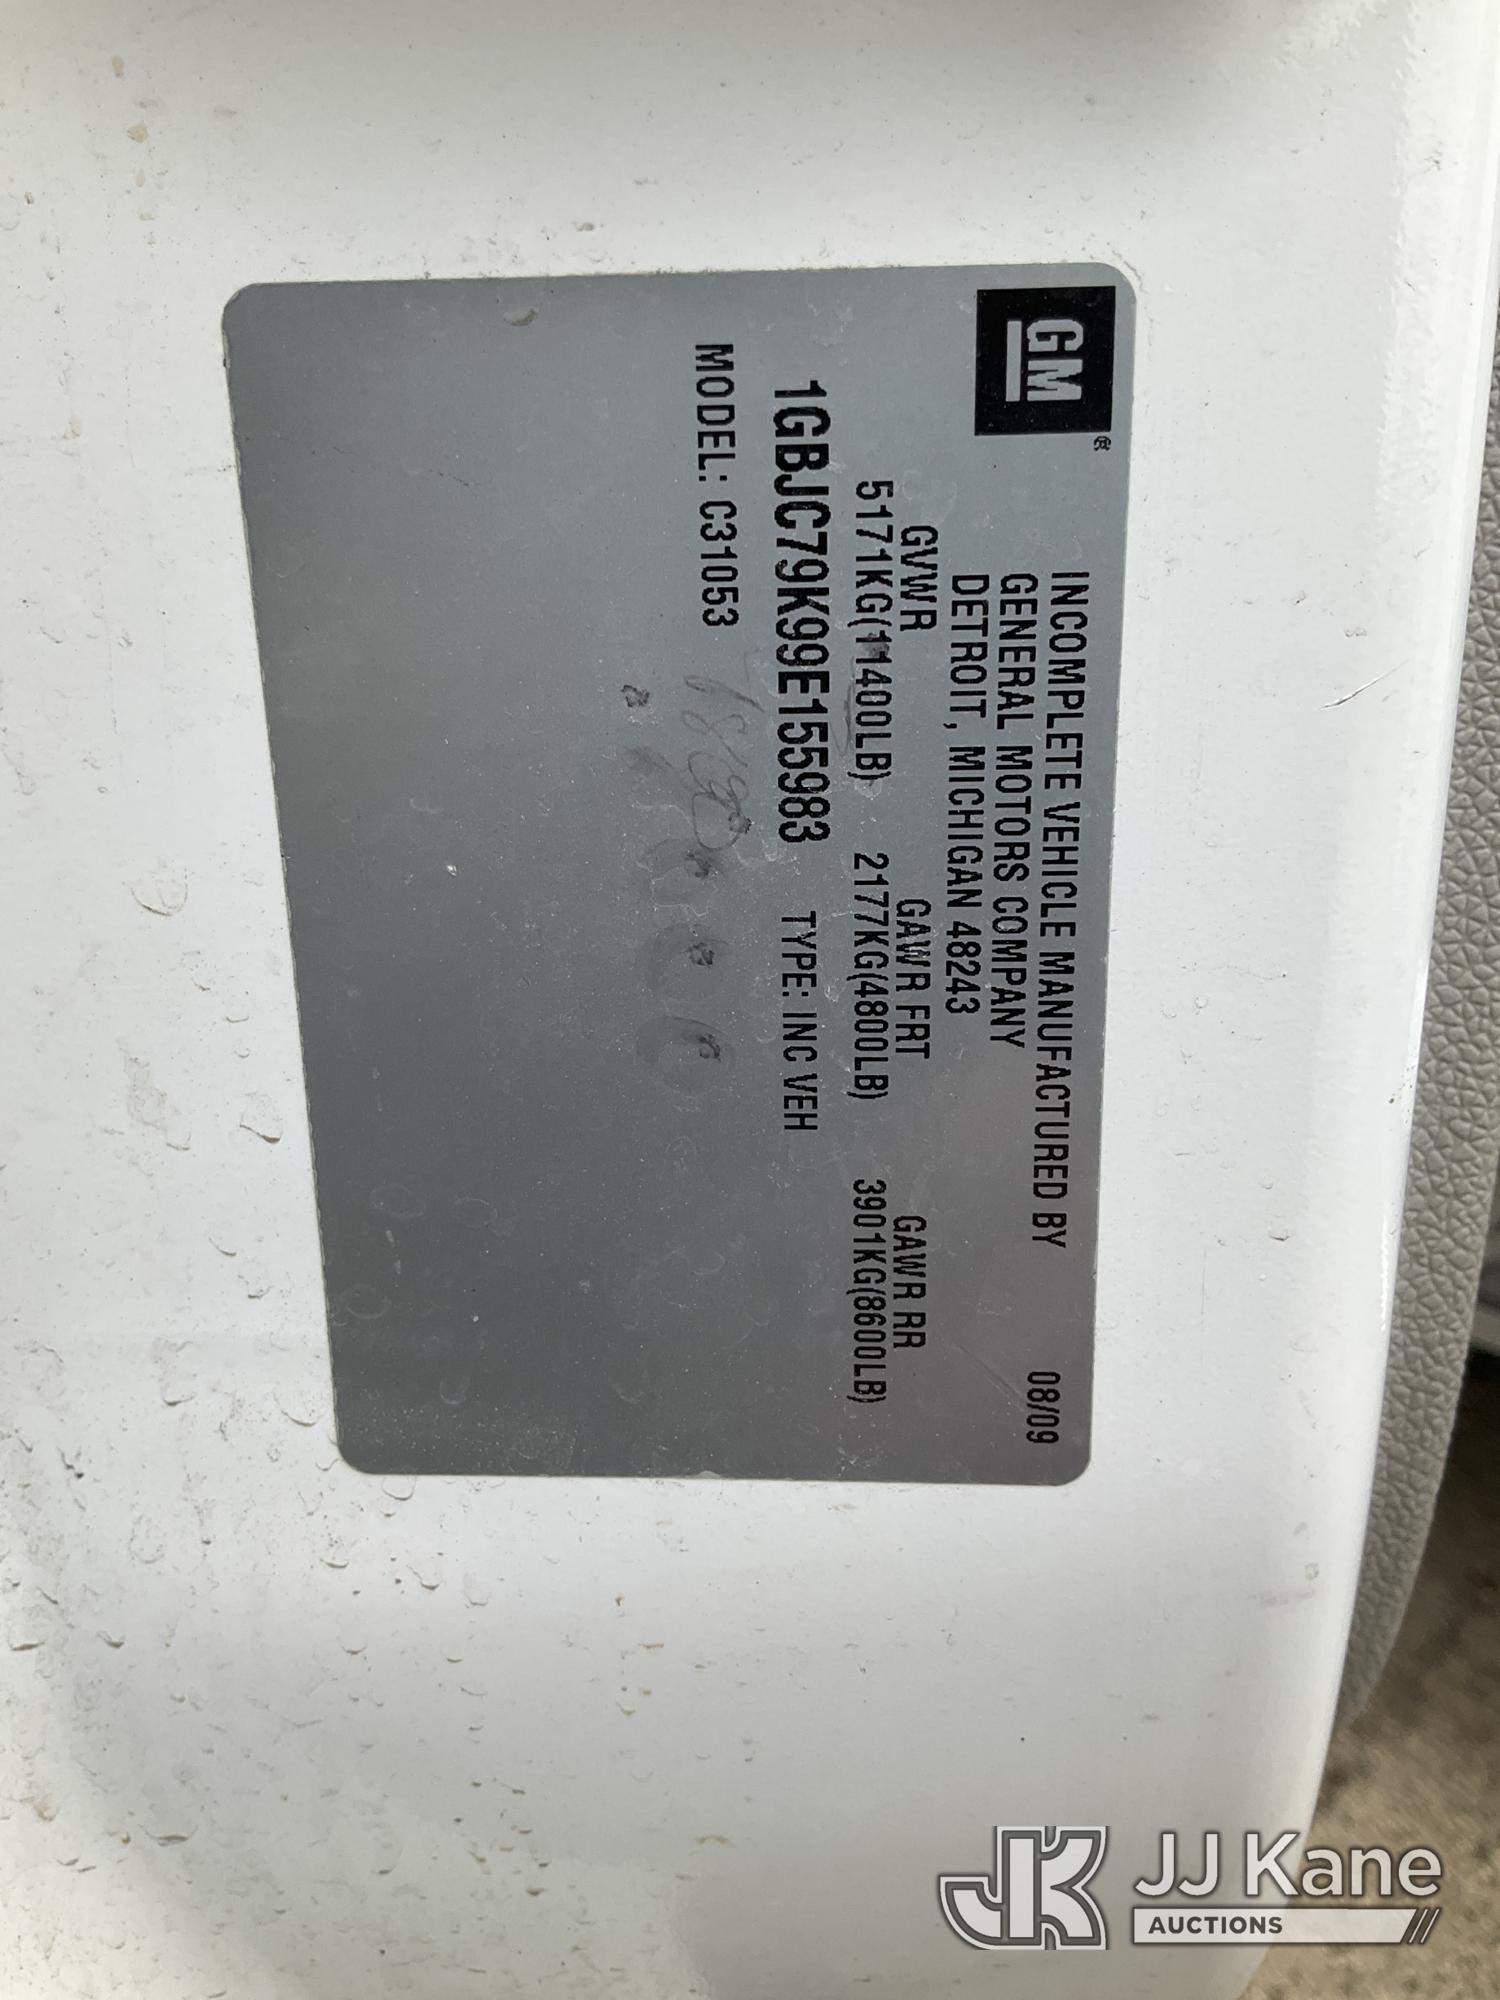 GM®
INCOMPLETE VEHICLE MANUFACTURED BY 08/09
GENERAL MOTORS COMPANY
DETROIT, MICHIGAN 48243
GVWR GAWR FRT GAWR RR
5171KG(11400LB) 2177KG(4800LB) 3901KG(8600LB)
1GBJC79K99E155983 TYPE: INC VEH
MODEL: C31053
JK JJ Kane
AUCTIONS